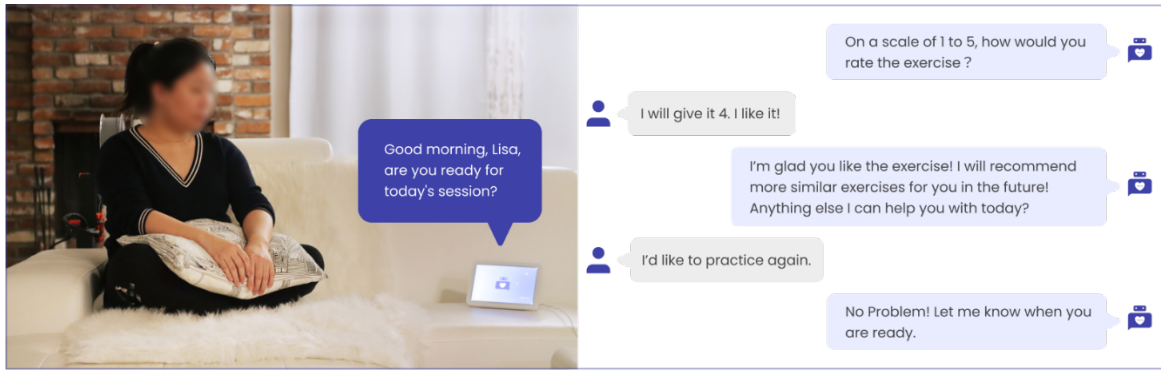 Good morning, Lisa,
are you ready for
today's session?
On a scale of 1 to 5, how would you
rate the exercise ?
I will give it 4. I like it!
I’m glad you like the exercise! I will recommend
more similar exercises for you in the future!
Anything else I can help you with today?
I’d like to practice again.
No Problem! Let me know when you
are ready.